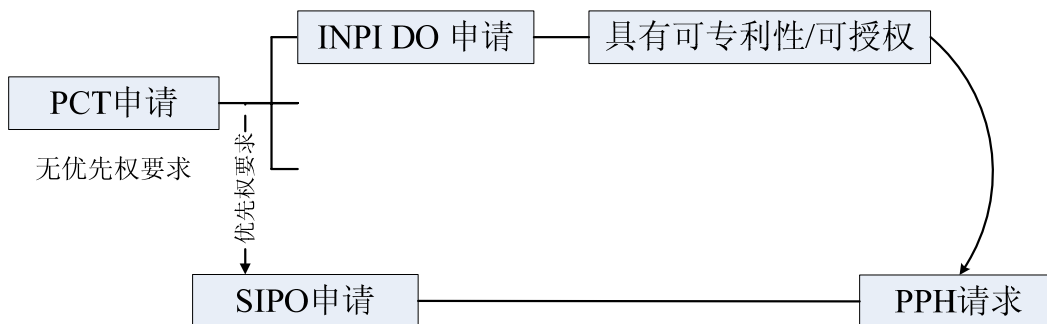 INPI DO 申请
具有可专利性/可授权
PCT申请
无优先权要求
优先权要求
SIPO申请
PPH请求